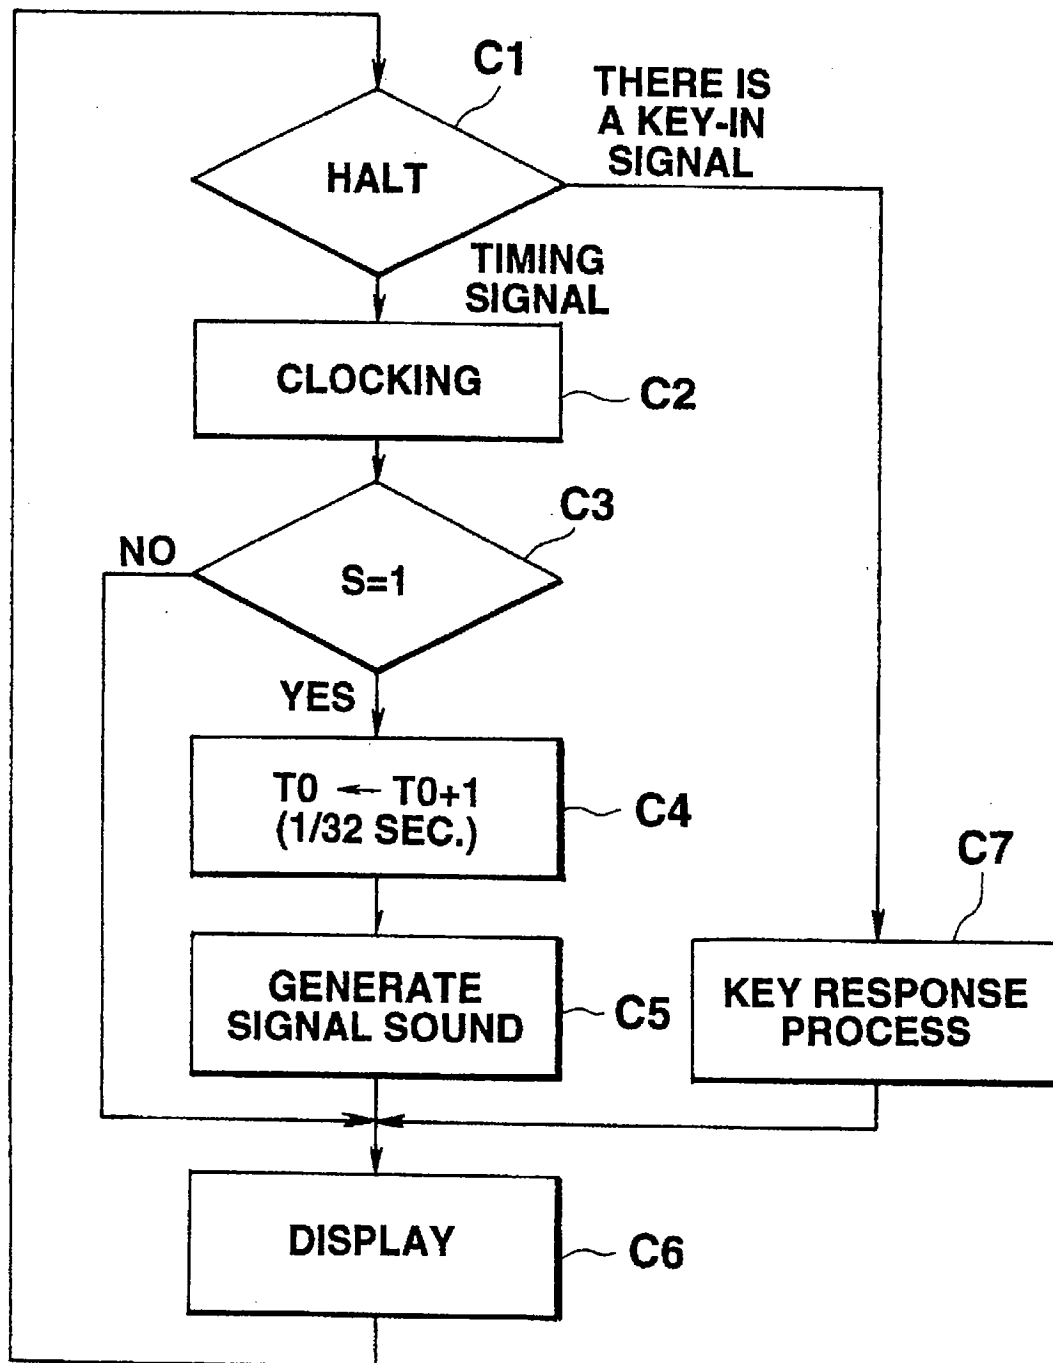 C1
THERE IS
A KEY-IN
SIGNAL
HALT
TIMING
SIGNAL
CLOCKING
C2
C3
NO
S=1
YES
T0 ← T0+1
(1/32 SEC.)
C4
C7
GENERATE
SIGNAL SOUND
C5
KEY RESPONSE
PROCESS
DISPLAY
C6